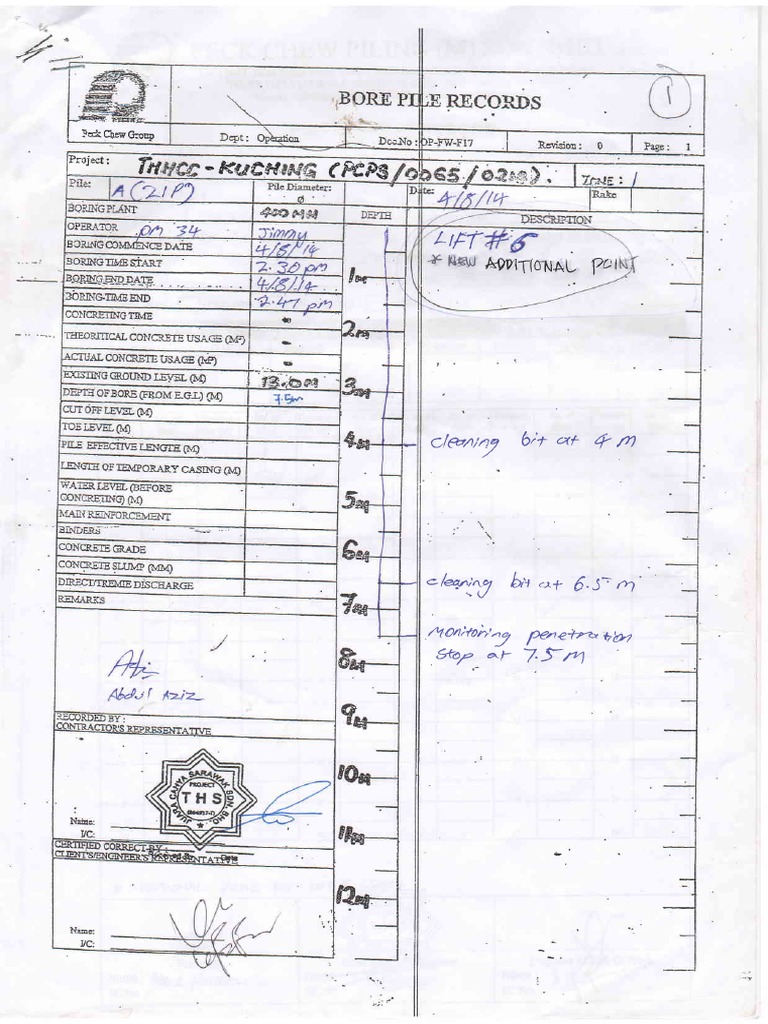 BORE PILE RECORDS
1
Peck Chew Group
Dept : Operation
Doc.No : OP-FW-F17
Revision : 0
Page : 1
Project : THHCC - KUCHING (PCPS/0065/021B).
ZONE : 1
Pile: A (21P)
Pile Diameter: Ø
Date: 4/8/14
Rake
BORING PLANT 400MM
DEPTH
DESCRIPTION
OPERATOR PM 34 Jimmy
LIFT #6
BORING COMMENCE DATE 4/8/14
* NEW ADDITIONAL POINT
BORING TIME START 2.30 pm
1M
BORING END DATE 4/8/14
BORING TIME END 2.47 pm
CONCRETING TIME -
2M
THEORITICAL CONCRETE USAGE (M³) -
ACTUAL CONCRETE USAGE (M³) -
EXISTING GROUND LEVEL (M) 13.0M
3M
DEPTH OF BORE (FROM E.G.L) (M) 7.5m
CUT OFF LEVEL (M)
TOE LEVEL (M)
4M
cleaning bit at 4 m
PILE EFFECTIVE LENGTH (M)
LENGTH OF TEMPORARY CASING (M)
WATER LEVEL (BEFORE
CONCRETING) (M)
5M
MAIN REINFORCEMENT
BINDERS
CONCRETE GRADE
6M
CONCRETE SLUMP (MM)
DIRECT/TREMIE DISCHARGE
cleaning bit at 6.5 m
REMARKS
7M
monitoring penetration
stop at 7.5 m
8M
Abdul Aziz
9M
RECORDED BY :
CONTRACTOR'S REPRESENTATIVE
10M
JUARA CAHYA SARAWAK SDN. BHD
PROJECT
THS
Name:
I/C:
11M
CERTIFIED CORRECT BY :
CLIENT'S/ENGINEER'S REPRESENTATIVE
12M
Name:
I/C: